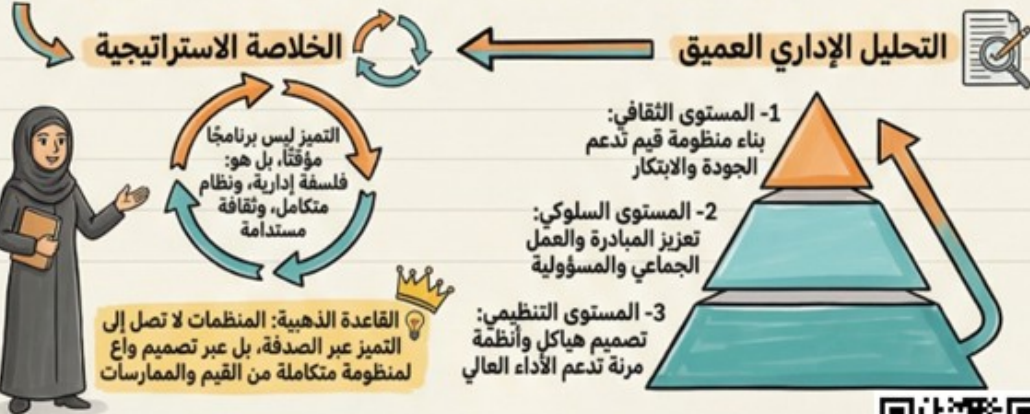 التحليل الإداري العميق
1- المستوى الثقافي:
بناء منظومة قيم تدعم
الجودة والابتكار
2- المستوى السلوكي:
تعزيز المبادرة والعمل
الجماعي والمسؤولية
3- المستوى التنظيمي:
تصميم هياكل وأنظمة
مرنة تدعم الأداء العالي
الخلاصة الاستراتيجية
التميز ليس برنامجًا
مؤقتًا، بل هو:
فلسفة إدارية، ونظام
متكامل، وثقافة
مستدامة
القاعدة الذهبية: المنظمات لا تصل إلى
التميز عبر الصدفة، بل عبر تصميم واع
لمنظومة متكاملة من القيم والممارسات